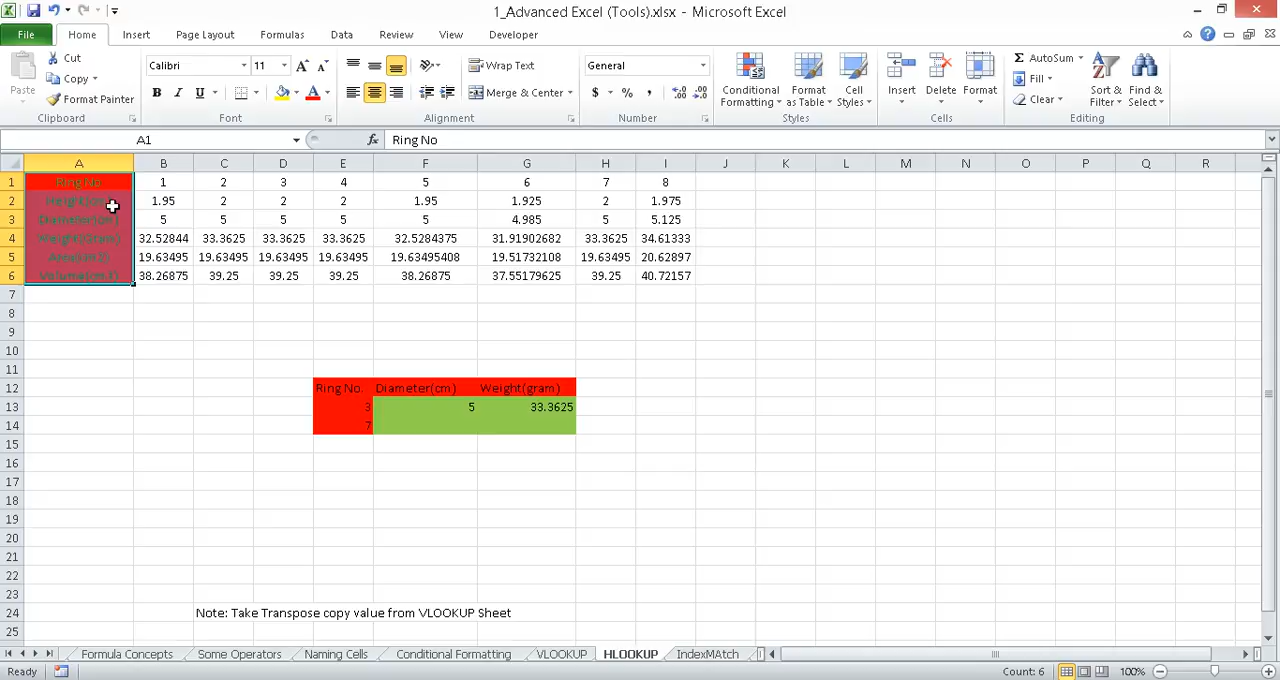 1_Advanced Excel (Tools).xlsx - Microsoft Excel
File Home Insert Page Layout Formulas Data Review View Developer
Paste Cut Copy Format Painter Clipboard
Calibri 11 A A B I U A Font
Wrap Text Merge & Center Alignment
General $ % , .00 Number
Conditional Formatting Format as Table Cell Styles Styles
Insert Delete Format Cells
Σ AutoSum Fill Clear Sort & Filter Find & Select Editing
A1 fx Ring No
A B C D E F G H I J K L M N O P Q R
1 Ring No 1 2 3 4 5 6 7 8
2 1.95 2 2 2 1.95 1.925 2 1.975
3 Diameter(cm) 5 5 5 5 5 5 5.125
4 Weight(Gram) 32.52844 33.3625 33.3625 33.3625 32.5284375 31.91902682 33.3625 34.61333
5 19.63495 19.63495 19.63495 19.63495 19.63495408 19.51732108 19.63495 20.62897
6 38.26875 39.25 39.25 39.25 38.26875 37.55179625 39.25 40.72157
7
8
9
10
11
12 Ring No. Diameter(cm) Weight(gram)
13 3 5 33.3625
14 7
15
16
17
18
19
20
21
22
23
24 Note: Take Transpose copy value from VLOOKUP Sheet
25
Formula Concepts Some Operators Naming Cells Conditional Formatting VLOOKUP HLOOKUP IndexMAtch
Ready Count: 6 100%